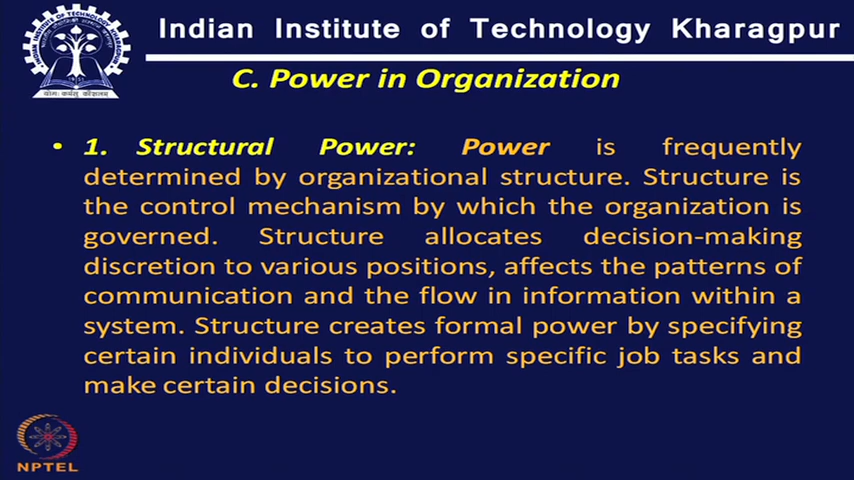 Indian Institute of Technology Kharagpur
C. Power in Organization
• 1. Structural Power: Power is frequently
determined by organizational structure. Structure is
the control mechanism by which the organization is
governed. Structure allocates decision-making
discretion to various positions, affects the patterns of
communication and the flow in information within a
system. Structure creates formal power by specifying
certain individuals to perform specific job tasks and
make certain decisions.
NPTEL